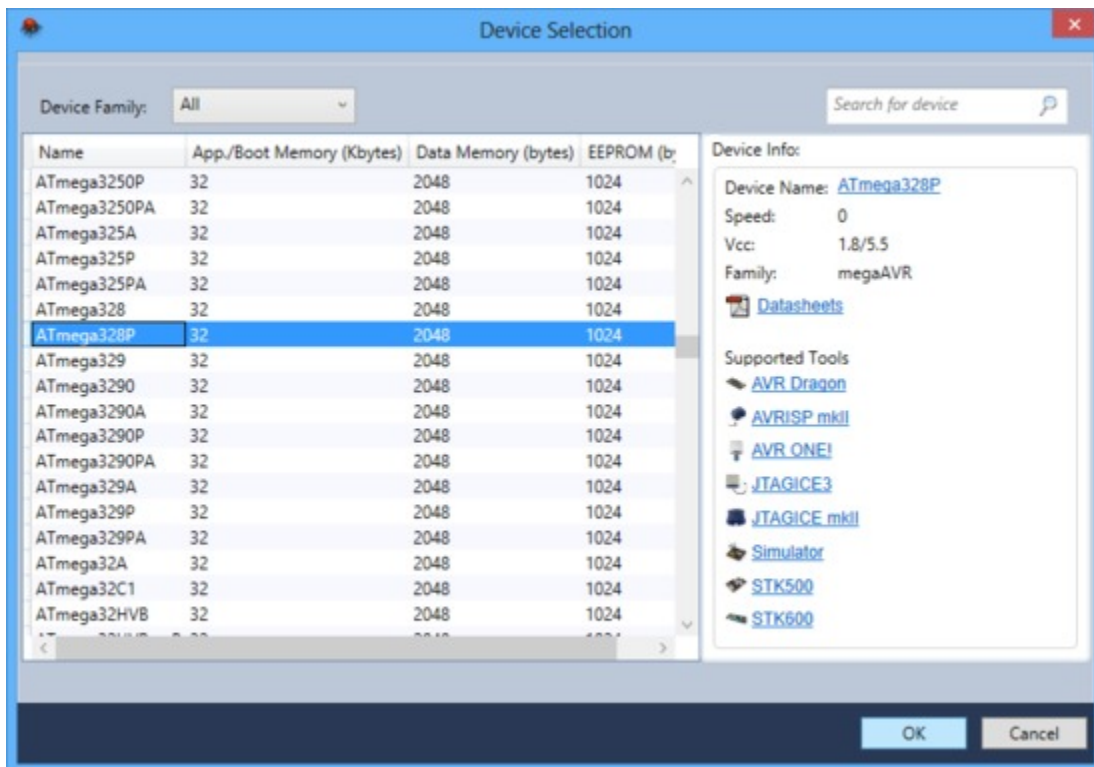 Device Selection
Device Family: All
Search for device
Name App./Boot Memory (Kbytes) Data Memory (bytes) EEPROM (by
ATmega3250P 32 2048 1024
ATmega3250PA 32 2048 1024
ATmega325A 32 2048 1024
ATmega325P 32 2048 1024
ATmega325PA 32 2048 1024
ATmega328 32 2048 1024
ATmega328P 32 2048 1024
ATmega329 32 2048 1024
ATmega3290 32 2048 1024
ATmega3290A 32 2048 1024
ATmega3290P 32 2048 1024
ATmega3290PA 32 2048 1024
ATmega329A 32 2048 1024
ATmega329P 32 2048 1024
ATmega329PA 32 2048 1024
ATmega32A 32 2048 1024
ATmega32C1 32 2048 1024
ATmega32HVB 32 2048 1024
Device Info:
Device Name: ATmega328P
Speed: 0
Vcc: 1.8/5.5
Family: megaAVR
Datasheets
Supported Tools
AVR Dragon
AVRISP mkII
AVR ONE!
JTAGICE3
JTAGICE mkII
Simulator
STK500
STK600
OK Cancel